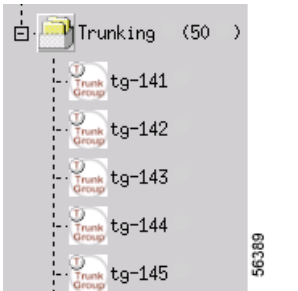 Trunking (50 )
T Trunk Group tg-141
T Trunk Group tg-142
T Trunk Group tg-143
T Trunk Group tg-144
T Trunk Group tg-145
56389